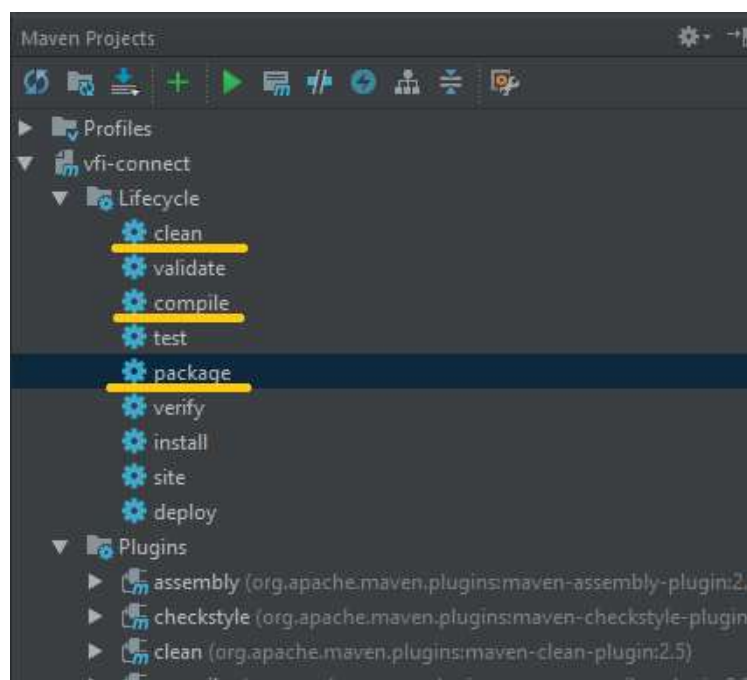 Maven Projects
Profiles
vfi-connect
Lifecycle
clean
validate
compile
test
package
verify
install
site
deploy
Plugins
assembly (org.apache.maven.plugins:maven-assembly-plugin:2.
checkstyle (org.apache.maven.plugins:maven-checkstyle-plugin
clean (org.apache.maven.plugins:maven-clean-plugin:2.5)